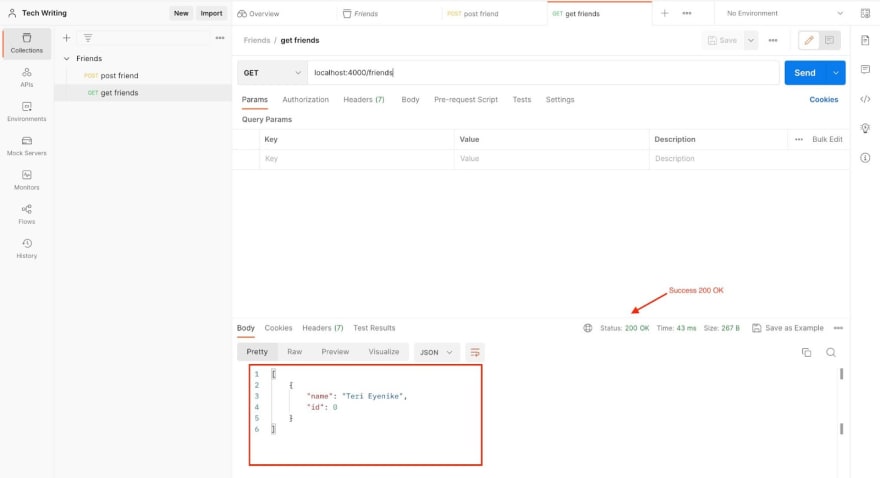 Tech Writing
New
Import
Overview
Friends
POST post friend
GET get friends
No Environment
Collections
APIs
Environments
Mock Servers
Monitors
Flows
History
Friends
POST post friend
GET get friends
Friends / get friends
Save
GET
localhost:4000/friends
Send
Params
Authorization
Headers (7)
Body
Pre-request Script
Tests
Settings
Cookies
Query Params
Key
Value
Description
Bulk Edit
Key
Value
Description
Success 200 OK
Body
Cookies
Headers (7)
Test Results
Status: 200 OK
Time: 43 ms
Size: 267 B
Save as Example
Pretty
Raw
Preview
Visualize
JSON
1 [
2 {
3 "name": "Teri Eyenike",
4 "id": 0
5 }
6 ]